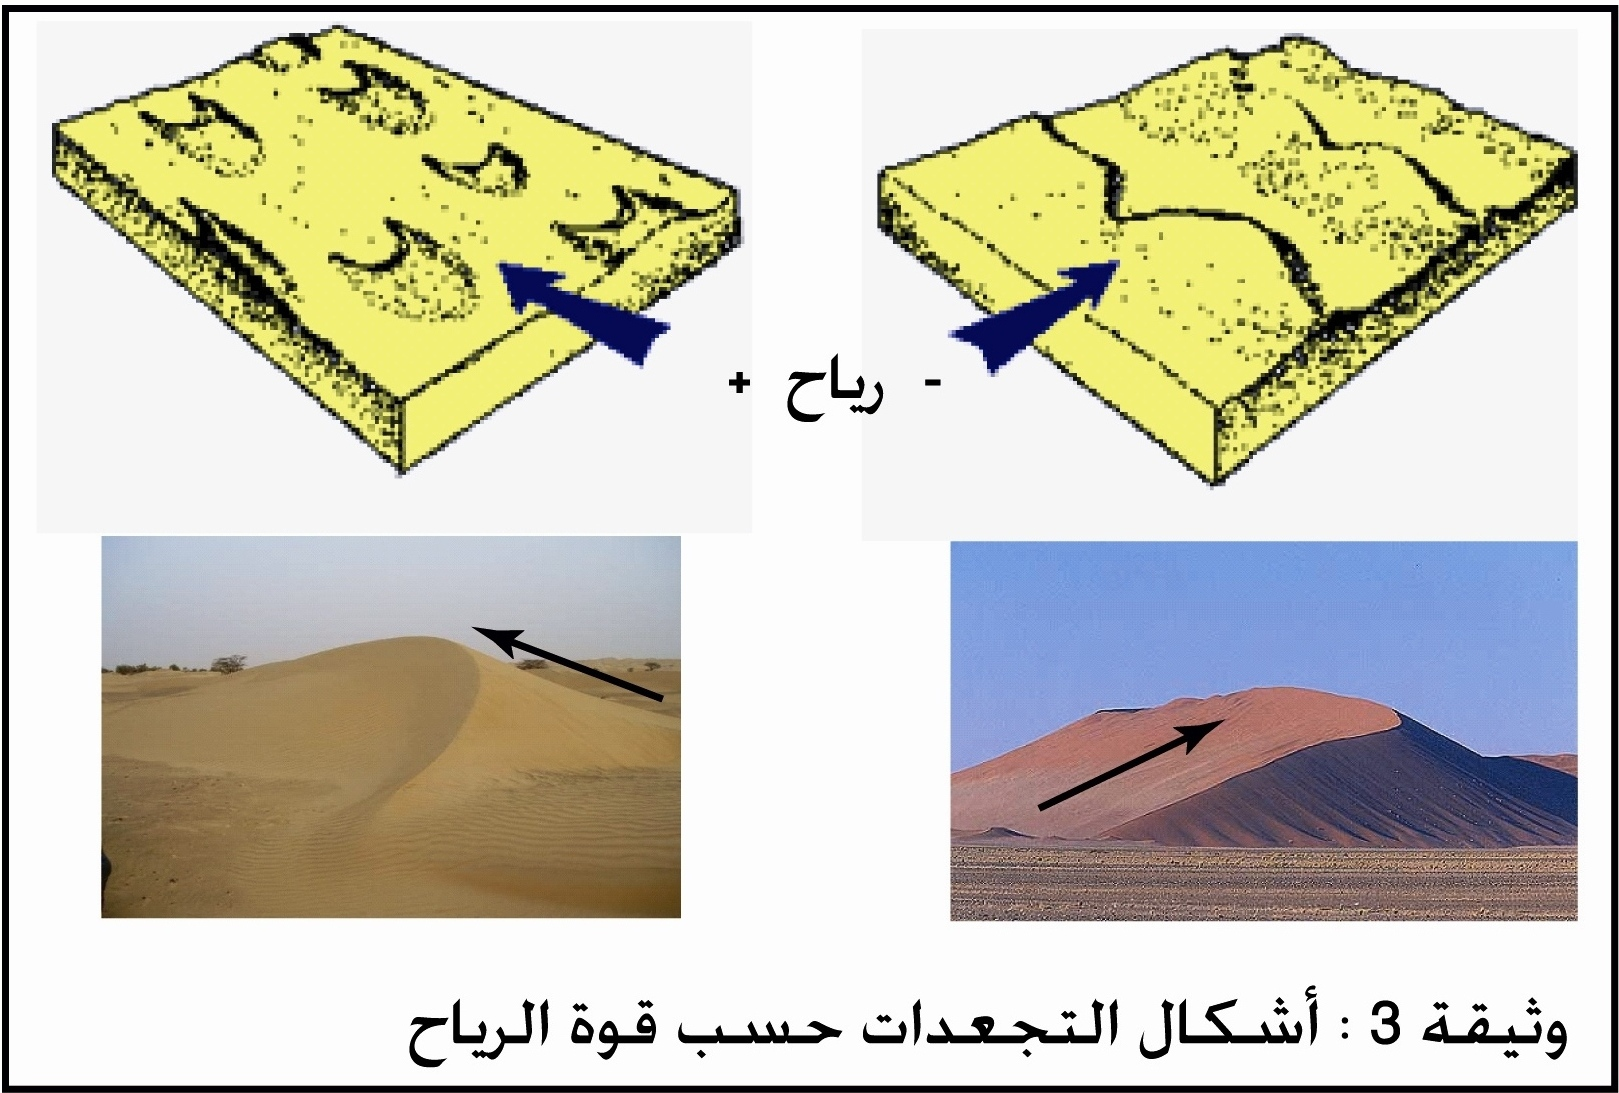 - رياح +
وثيقة 3 : أشكال التجعدات حسب قوة الرياح